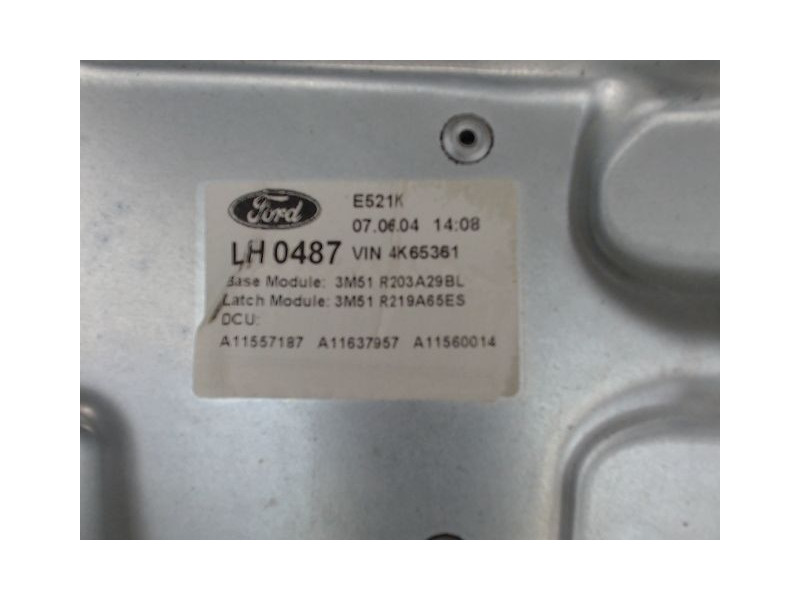 Ford
E521K
07.06.04 14:08
LH 0487 VIN 4K65361
Base Module: 3M51 R203A29BL
Latch Module: 3M51 R219A65ES
DCU:
A11557187 A11637957 A11560014